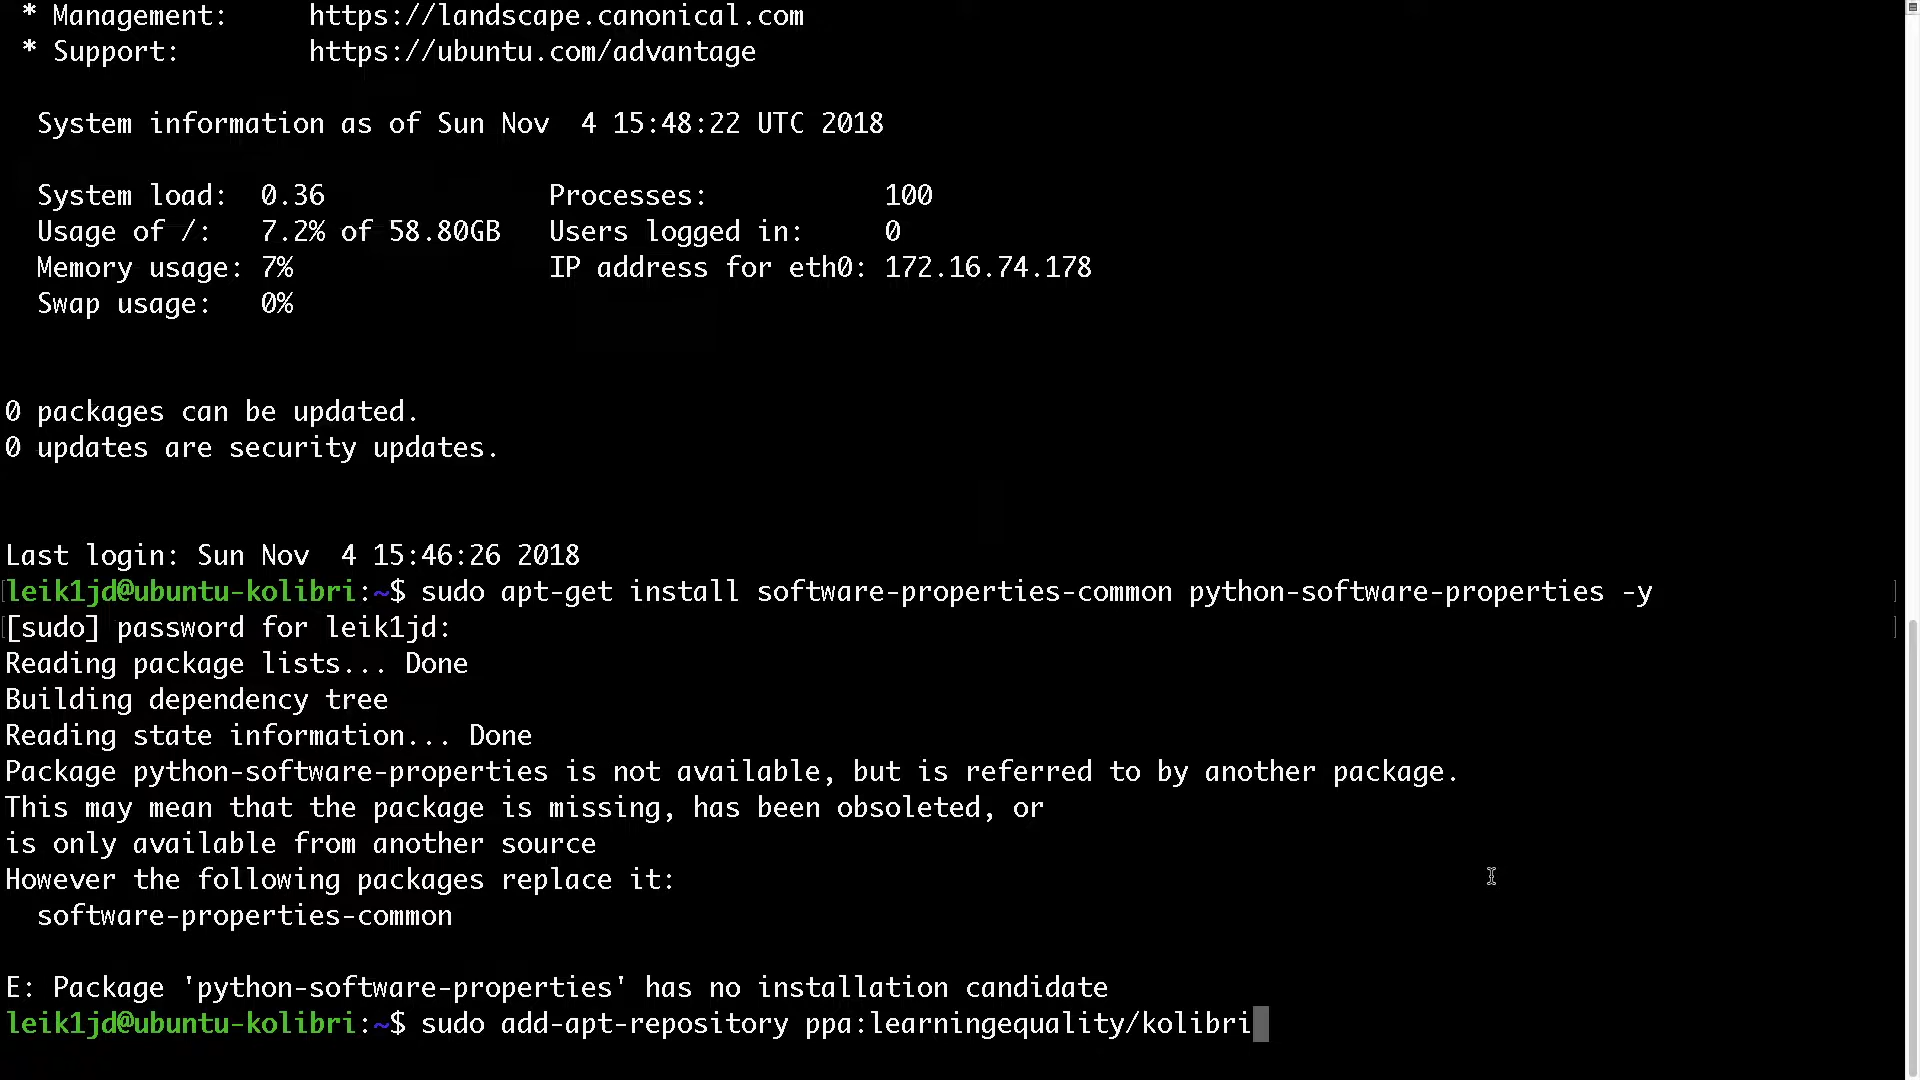 * Management:     https://landscape.canonical.com
* Support:        https://ubuntu.com/advantage
System information as of Sun Nov  4 15:48:22 UTC 2018
System load:  0.36              Processes:           100
Usage of /:   7.2% of 58.80GB   Users logged in:     0
Memory usage: 7%                IP address for eth0: 172.16.74.178
Swap usage:   0%
0 packages can be updated.
0 updates are security updates.
Last login: Sun Nov  4 15:46:26 2018
leik1jd@ubuntu-kolibri:~$ sudo apt-get install software-properties-common python-software-properties -y
[sudo] password for leik1jd:
Reading package lists... Done
Building dependency tree
Reading state information... Done
Package python-software-properties is not available, but is referred to by another package.
This may mean that the package is missing, has been obsoleted, or
is only available from another source
However the following packages replace it:
  software-properties-common
E: Package 'python-software-properties' has no installation candidate
leik1jd@ubuntu-kolibri:~$ sudo add-apt-repository ppa:learningequality/kolibri